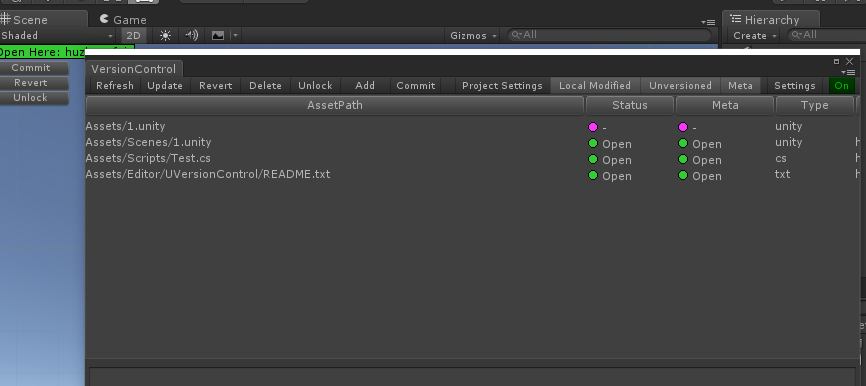 Scene Game Hierarchy
Shaded 2D Gizmos All Create All
Open Here:
Commit
Revert
Unlock
VersionControl
Refresh Update Revert Delete Unlock Add Commit Project Settings Local Modified Unversioned Meta Settings On
AssetPath Status Meta Type
Assets/1.unity - - unity
Assets/Scenes/1.unity Open Open unity
Assets/Scripts/Test.cs Open Open cs
Assets/Editor/UVersionControl/README.txt Open Open txt